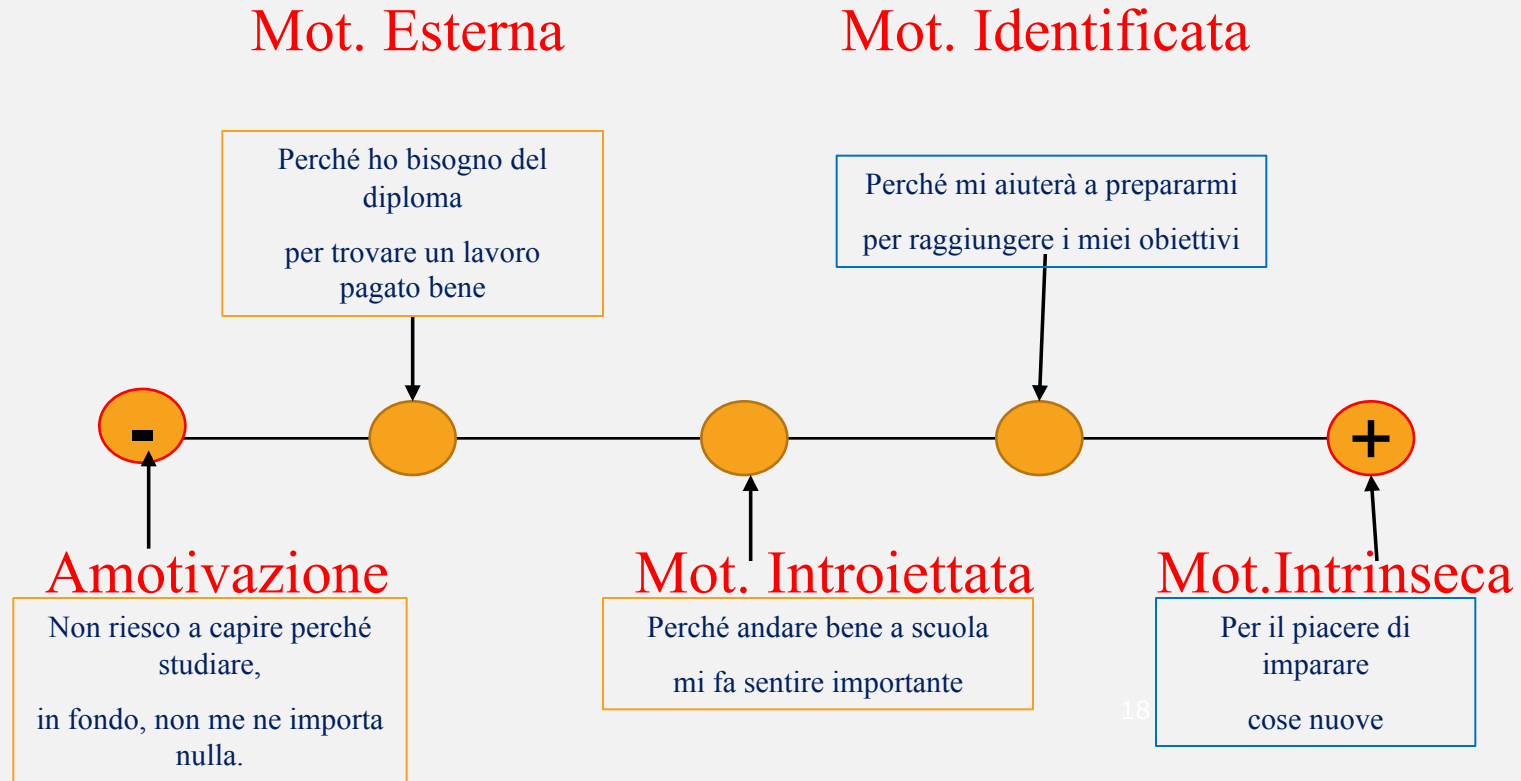 Mot. Esterna
Mot. Identificata
Perché ho bisogno del
diploma
per trovare un lavoro
pagato bene
Perché mi aiuterà a prepararmi
per raggiungere i miei obiettivi
-
+
Amotivazione
Non riesco a capire perché
studiare,
in fondo, non me ne importa
nulla.
Mot. Introiettata
Perché andare bene a scuola
mi fa sentire importante
Mot.Intrinseca
Per il piacere di
imparare
cose nuove
18